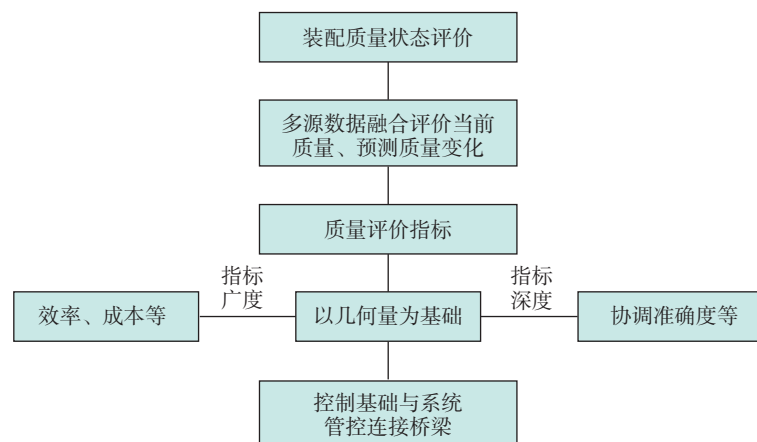 装配质量状态评价
多源数据融合评价当前
质量、预测质量变化
质量评价指标
指标
广度
指标
深度
效率、成本等
以几何量为基础
协调准确度等
控制基础与系统
管控连接桥梁